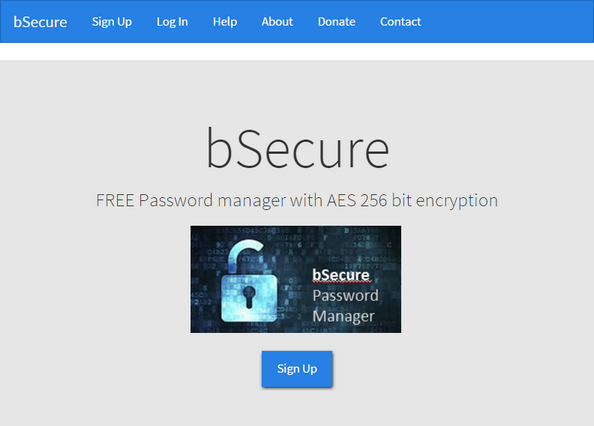 bSecure Sign Up Log In Help About Donate Contact
bSecure
FREE Password manager with AES 256 bit encryption
bSecure
Password
Manager
Sign Up